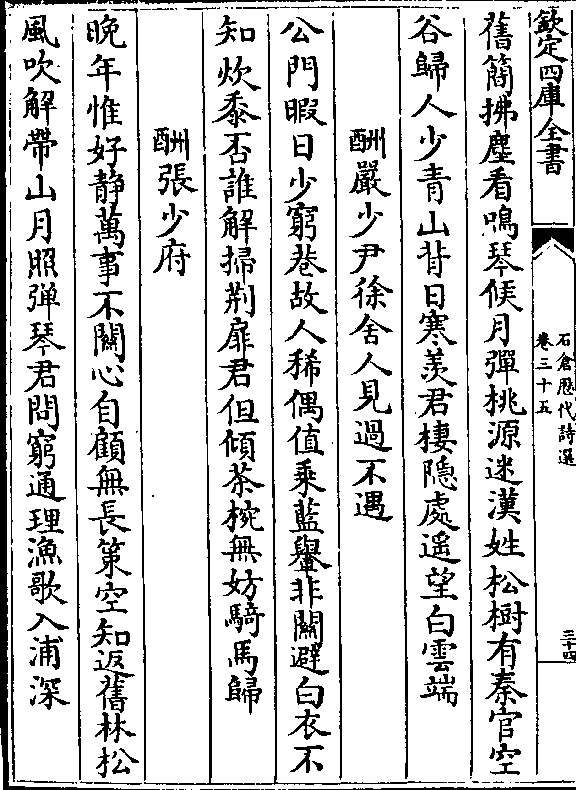 欽定四庫全書
石倉歷代詩選
卷三十五
三十四
舊簡拂塵看鳴琴候月彈桃源迷漢姓松樹有秦官空
谷歸人少青山背日寒羨君棲隱處遥望白雲端
酬嚴少尹徐舍人見過不遇
公門暇日少窮巷故人稀偶值乘藍轝非關避白衣不
知炊黍否誰解掃荆扉君但傾茶椀無妨騎馬歸
酬張少府
晚年惟好靜萬事不關心自顧無長策空知返舊林松
風吹解帶山月照弾琴君問窮通理漁歌入浦深